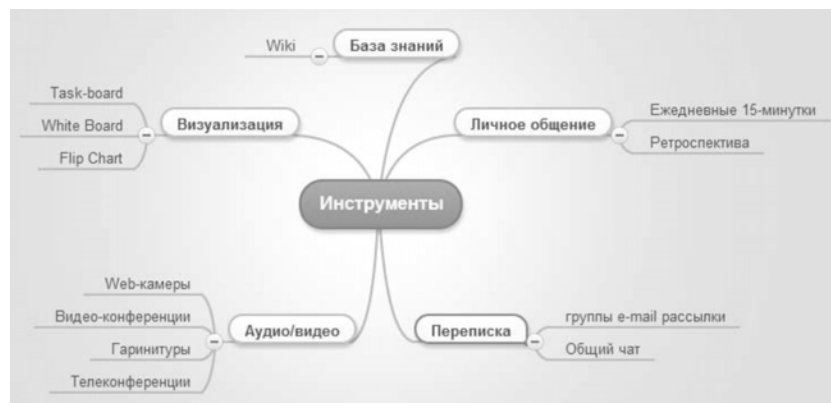 Wiki
База знаний
Task-board
White Board
Flip Chart
Визуализация
Личное общение
Ежедневные 15-минутки
Ретроспектива
Инструменты
Web-камеры
Видео-конференции
Гаринитуры
Телеконференции
Аудио/видео
Переписка
группы e-mail рассылки
Общий чат